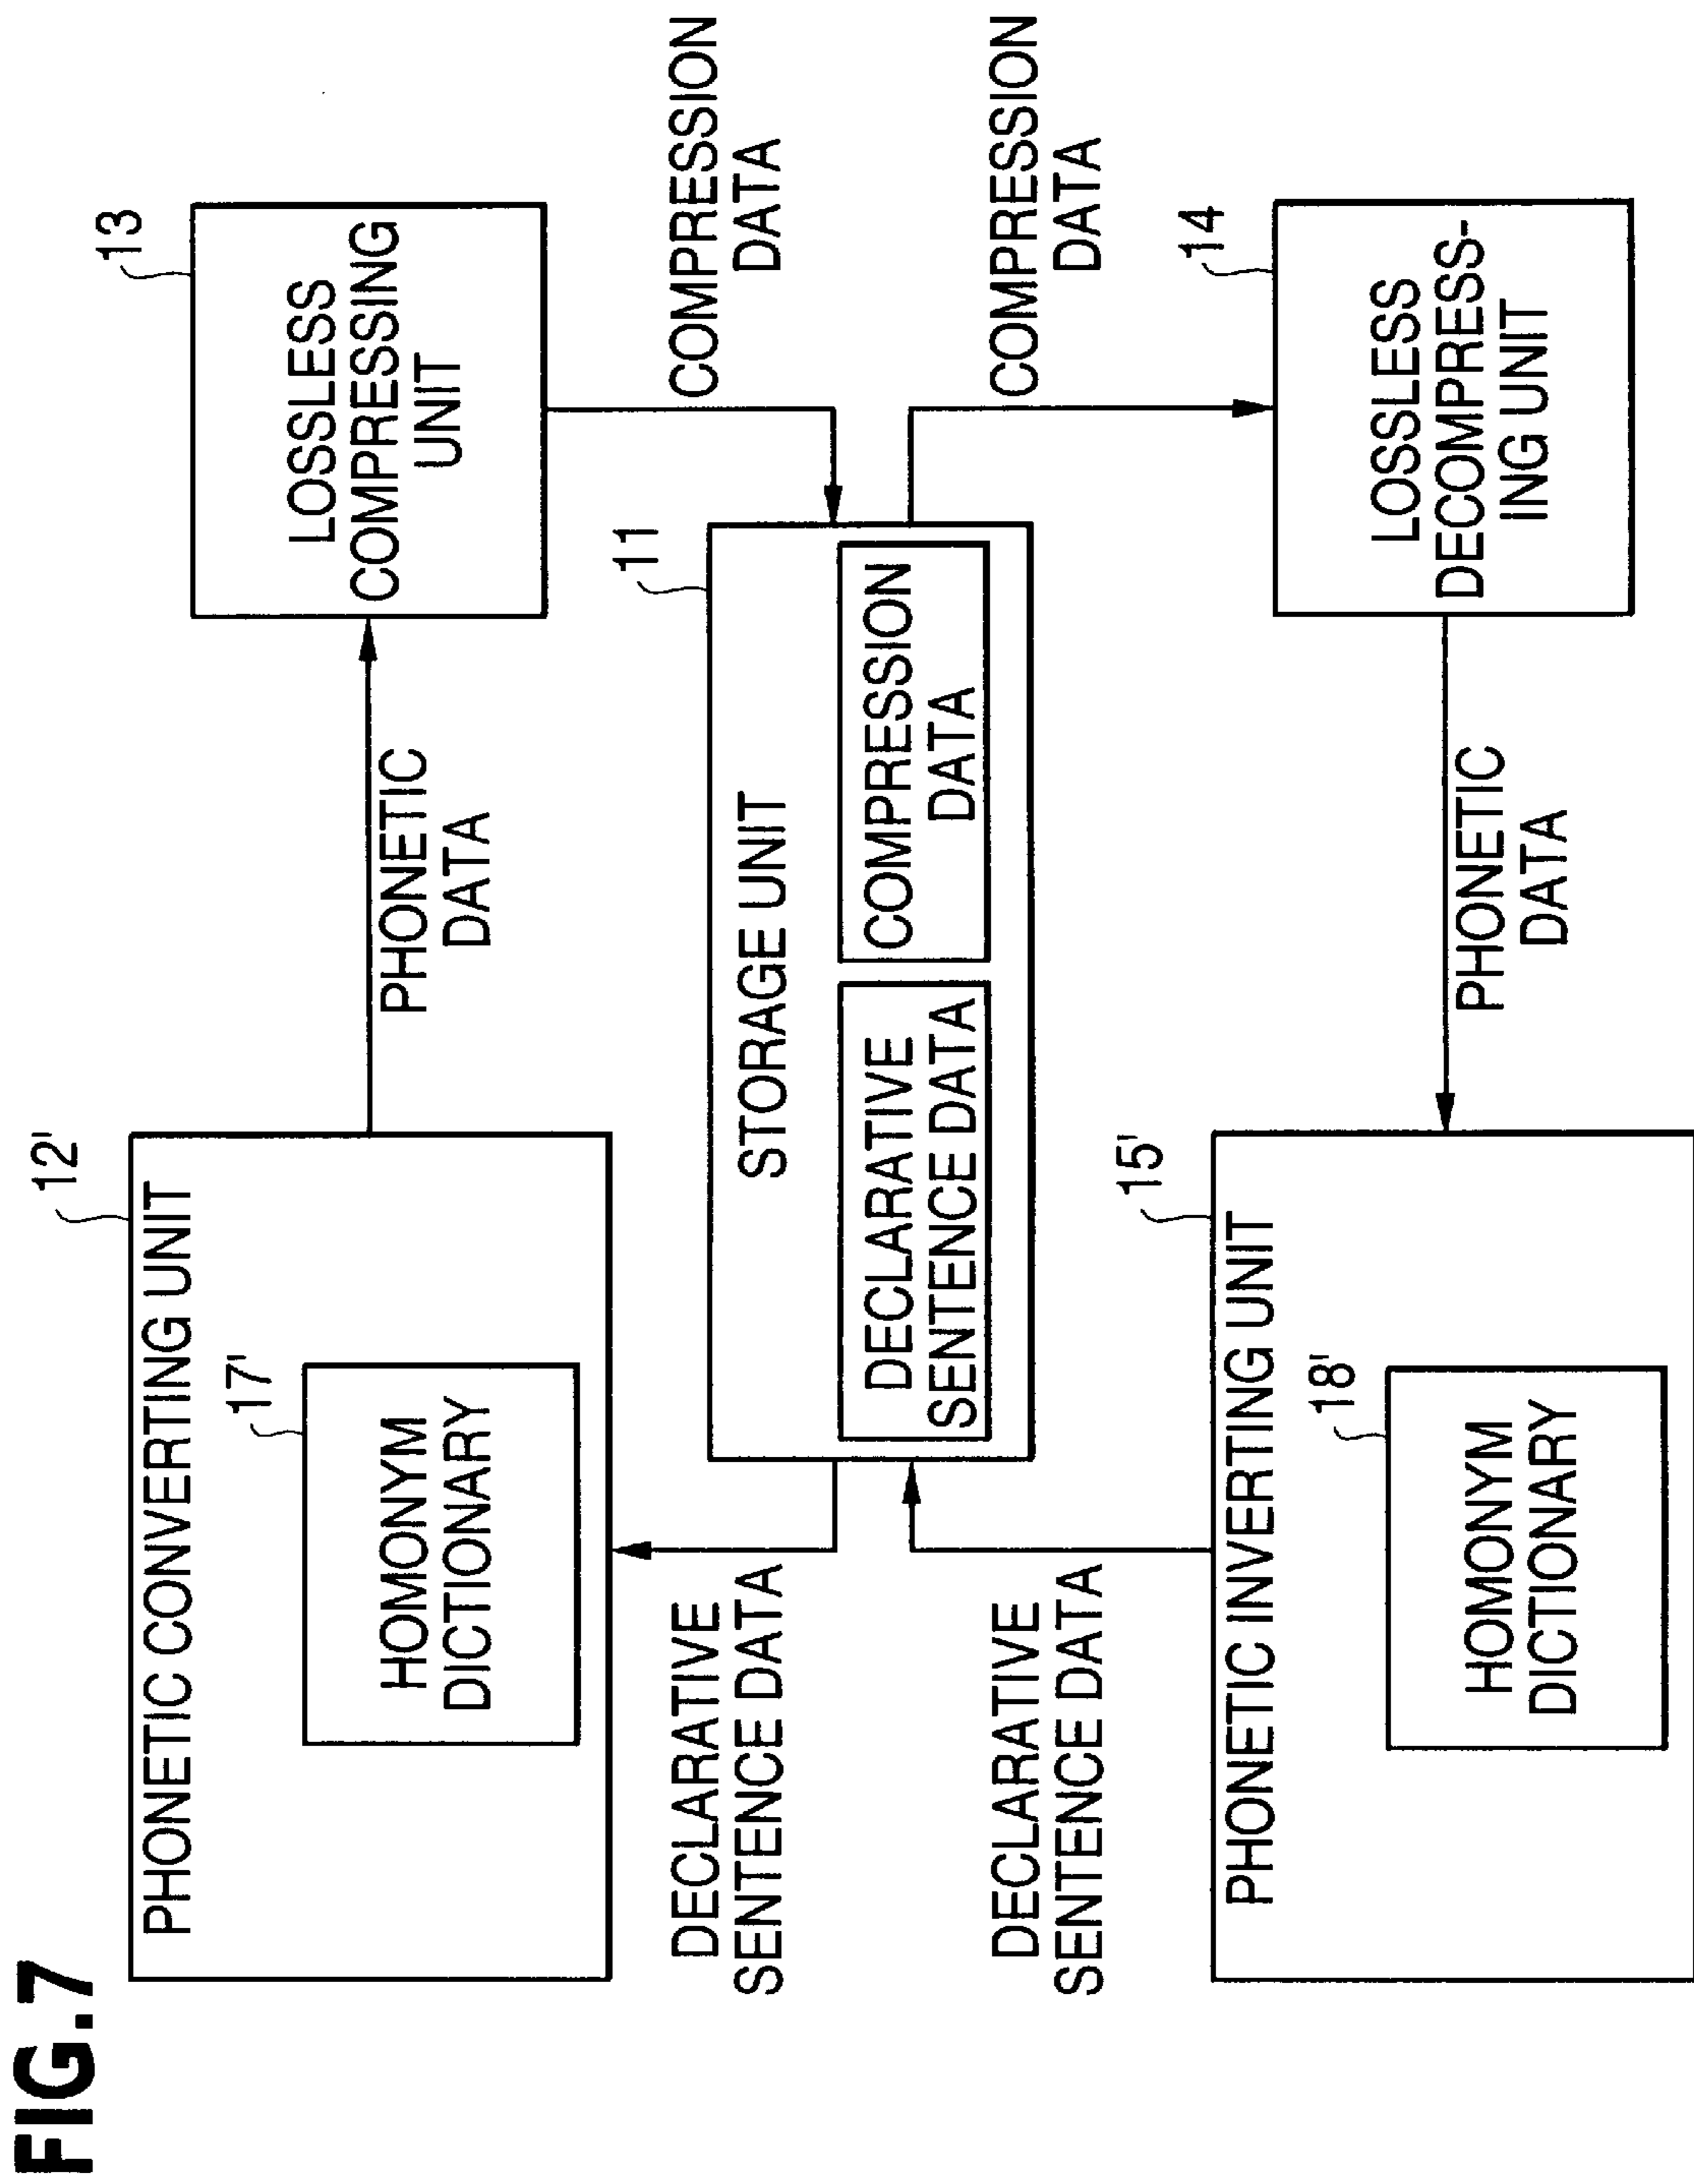 FIG.7
12'
PHONETIC CONVERTING UNIT
17'
HOMONYM
DICTIONARY
PHONETIC
DATA
13
LOSSLESS
COMPRESSING
UNIT
DECLARATIVE
SENTENCE DATA
11
STORAGE UNIT
DECLARATIVE
SENTENCE DATA
COMPRESSION
DATA
COMPRESSION
DATA
DECLARATIVE
SENTENCE DATA
COMPRESSION
DATA
15'
PHONETIC INVERTING UNIT
18'
HOMONYM
DICTIONARY
PHONETIC
DATA
14
LOSSLESS
DECOMPRESS-
ING UNIT